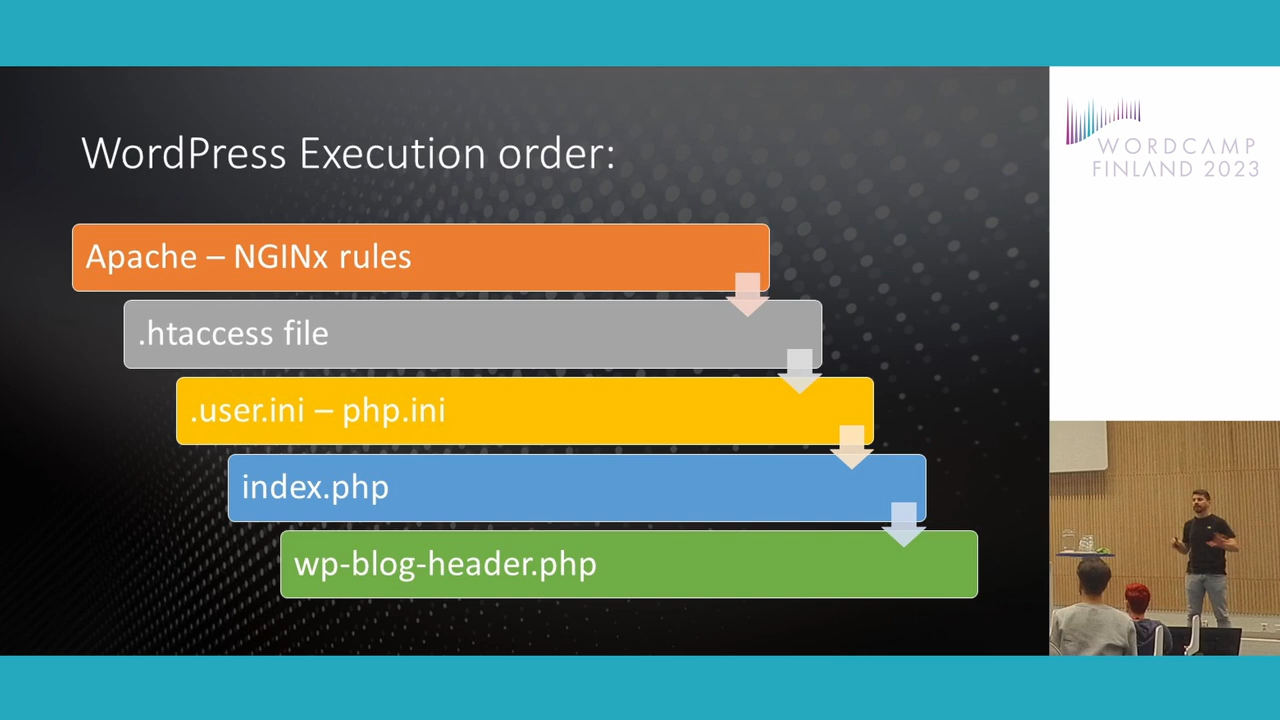 WordPress Execution order:
Apache – NGINx rules
.htaccess file
.user.ini – php.ini
index.php
wp-blog-header.php
WORDCAMP
FINLAND 2023